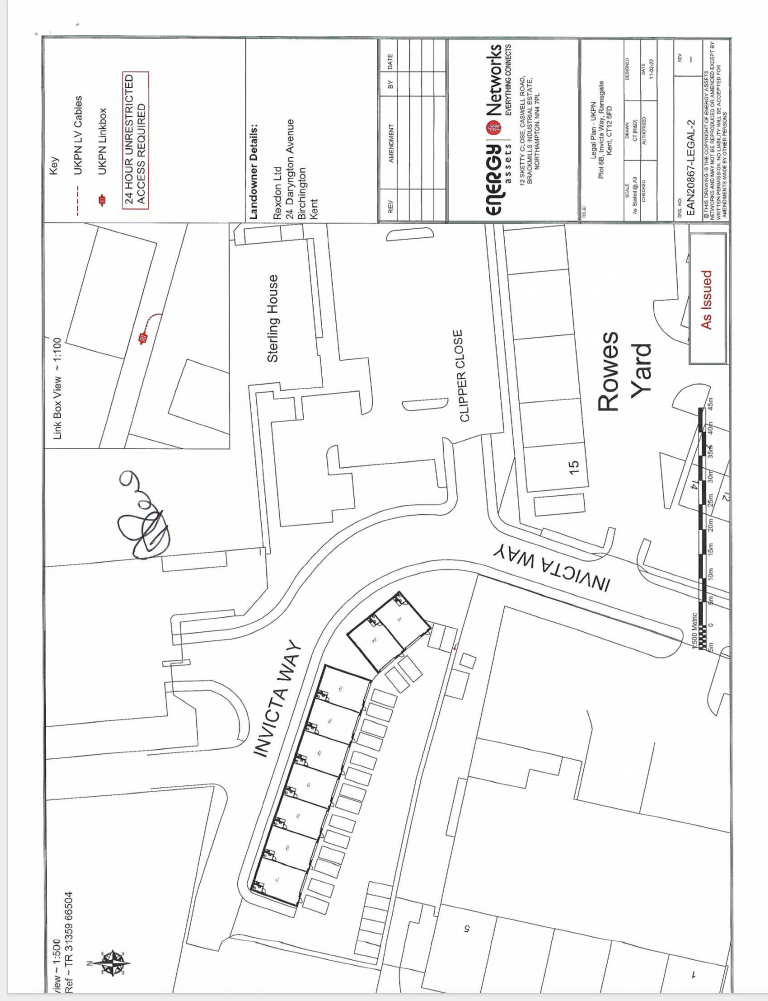 Key
UKPN LV Cables
UKPN Linkbox
24 HOUR UNRESTRICTED
ACCESS REQUIRED
Landowner Details:
Rexdon Ltd
24 Daryngton Avenue
Birchington
Kent
REV
AMENDMENT
BY
DATE
ENERGY
assets
Networks
EVERYTHING CONNECTS
12 SKETTY CLOSE, CASWELL ROAD,
BRACKMILLS INDUSTRIAL ESTATE,
NORTHAMPTON, NN4 7PL
TITLE:
Legal Plan - UKPN
Plot 6B, Invicta Way, Ramsgate
Kent, CT12 5FD
SCALE
As Stated@A3
DRAWN
DESIGNED
CHECKED
AUTHORISED
DATE
11-02-22
DRG. NO.
EAN20867-LEGAL-2
REV
-
© THIS DRAWING IS THE COPYRIGHT OF ENERGY ASSETS
NETWORKS AND MAY NOT BE REPRODUCED OR AMENDED EXCEPT BY
WRITTEN PERMISSION. NO LIABILITY WILL BE ACCEPTED FOR
AMENDMENTS MADE BY OTHER PERSONS
As Issued
Link Box View ~ 1:100
Sterling House
CLIPPER CLOSE
Rowes
Yard
15
14
12
INVICTA WAY
INVICTA WAY
5
1
1:500 Metric
5m 0 5m 10m 15m 20m 25m 30m 35m 40m 45m
view ~ 1:500
Ref ~ TR 31359 66504
N